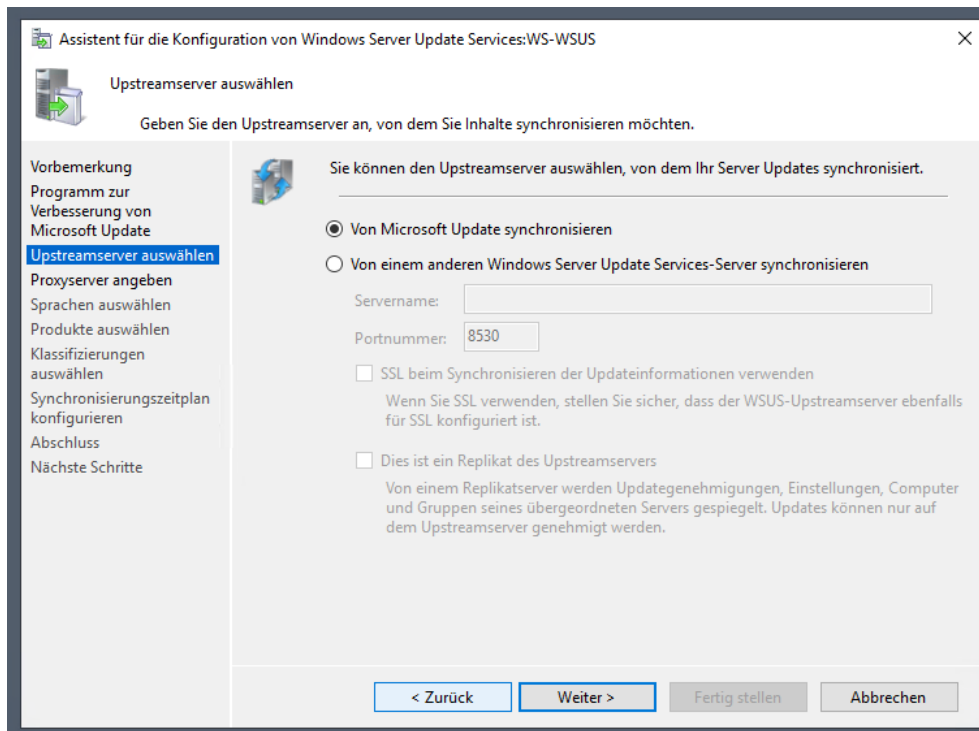 Assistent für die Konfiguration von Windows Server Update Services:WS-WSUS
Upstreamserver auswählen
Geben Sie den Upstreamserver an, von dem Sie Inhalte synchronisieren möchten.
Vorbemerkung
Programm zur
Verbesserung von
Microsoft Update
Upstreamserver auswählen
Proxyserver angeben
Sprachen auswählen
Produkte auswählen
Klassifizierungen
auswählen
Synchronisierungszeitplan
konfigurieren
Abschluss
Nächste Schritte
Sie können den Upstreamserver auswählen, von dem Ihr Server Updates synchronisiert.
Von Microsoft Update synchronisieren
Von einem anderen Windows Server Update Services-Server synchronisieren
Servername:
Portnummer: 8530
SSL beim Synchronisieren der Updateinformationen verwenden
Wenn Sie SSL verwenden, stellen Sie sicher, dass der WSUS-Upstreamserver ebenfalls
für SSL konfiguriert ist.
Dies ist ein Replikat des Upstreamservers
Von einem Replikatserver werden Updategenehmigungen, Einstellungen, Computer
und Gruppen seines übergeordneten Servers gespiegelt. Updates können nur auf
dem Upstreamserver genehmigt werden.
< Zurück Weiter > Fertig stellen Abbrechen